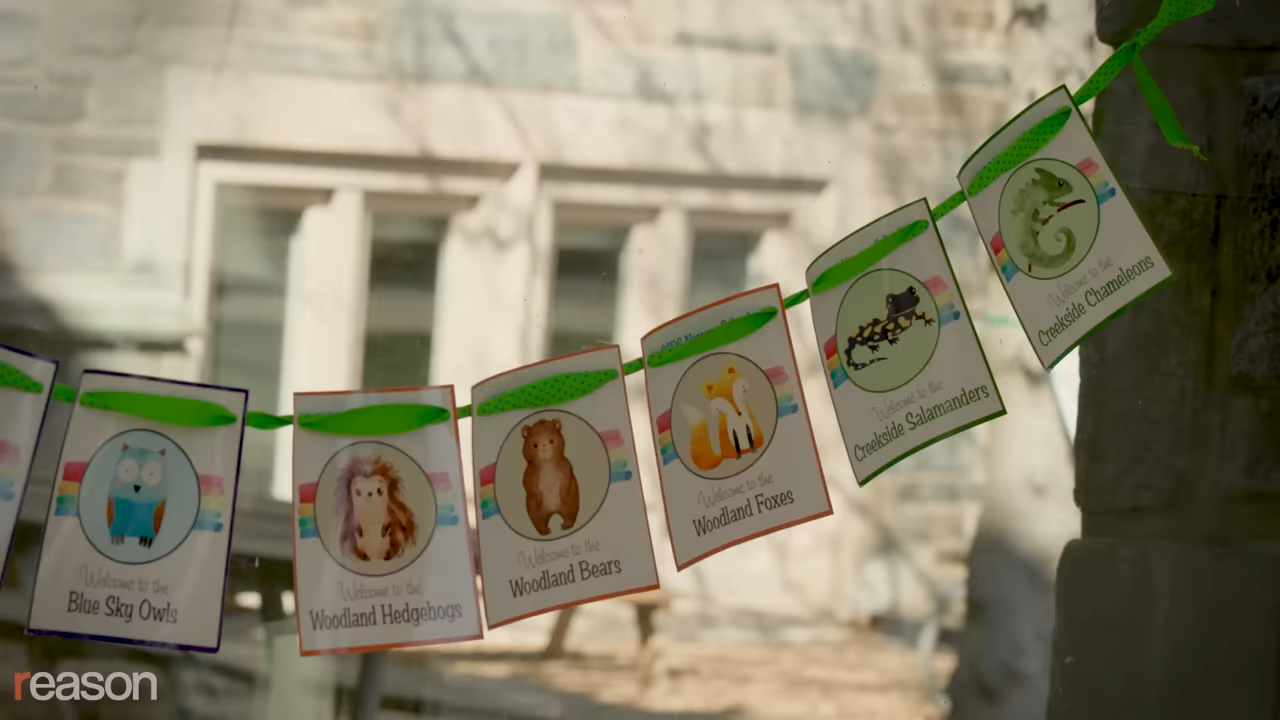 Welcome to the
Blue Sky Owls
Welcome to the
Woodland Hedgehogs
Welcome to the
Woodland Bears
Welcome to the
Woodland Foxes
Welcome to the
Creekside Salamanders
Welcome to the
Creekside Chameleons
reason